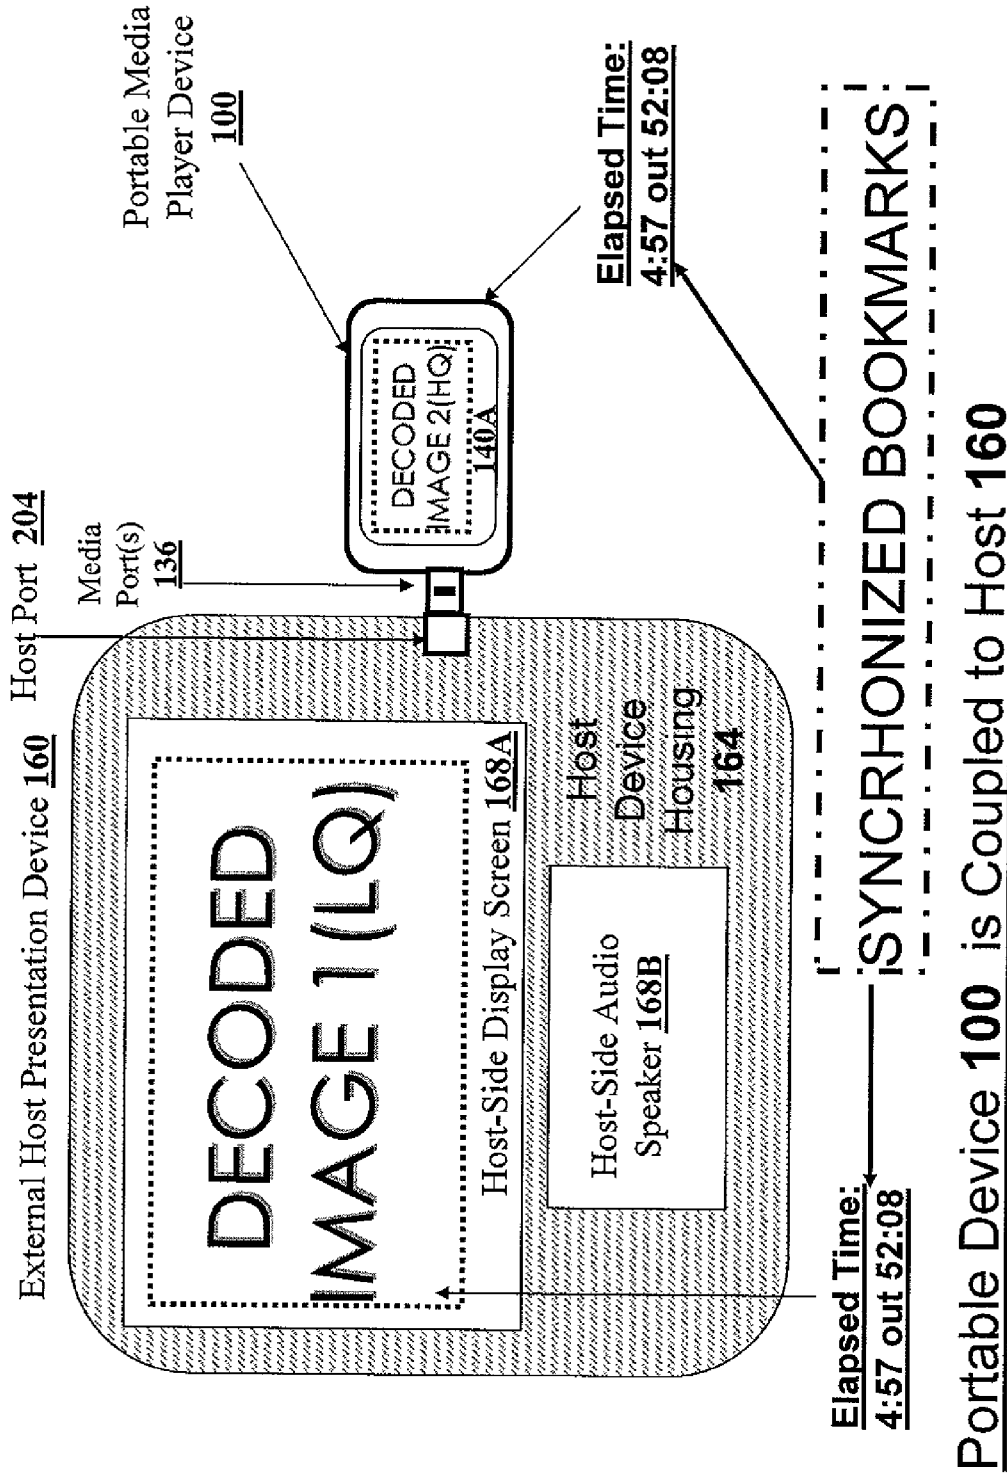 External Host Presentation Device 160
Host Port 204
Media
Port(s)
136
Portable Media
Player Device
100
DECODED
IMAGE 1 (LQ)
Host-Side Display Screen 168A
DECODED
IMAGE 2(HQ)
140A
Host-Side Audio
Speaker 168B
Host
Device
Housing
164
Elapsed Time:
4:57 out 52:08
Elapsed Time:
4:57 out 52:08
SYNCRHONIZED BOOKMARKS
Portable Device 100 is Coupled to Host 160